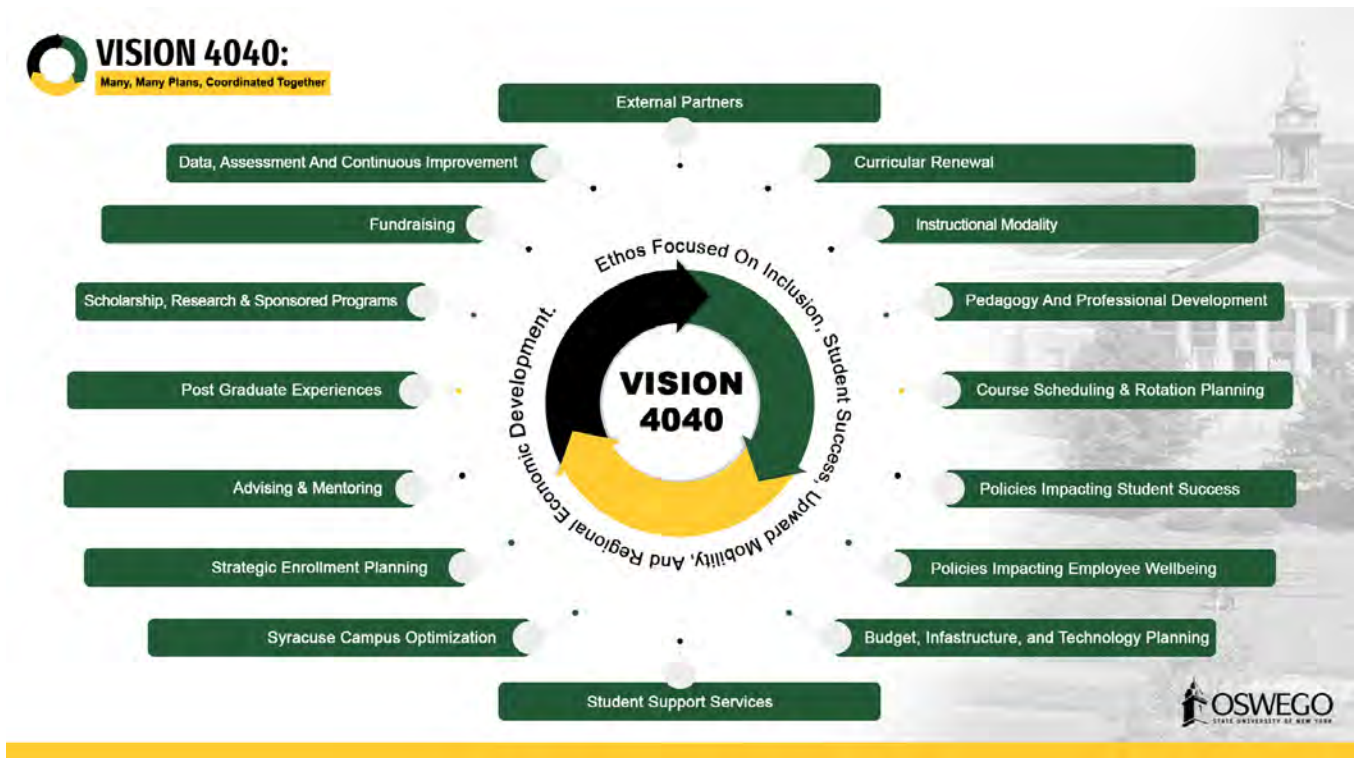 VISION 4040:
Many, Many Plans, Coordinated Together
External Partners
Data, Assessment And Continuous Improvement
Curricular Renewal
Fundraising
Instructional Modality
Scholarship, Research & Sponsored Programs
Pedagogy And Professional Development
Post Graduate Experiences
Course Scheduling & Rotation Planning
Advising & Mentoring
Policies Impacting Student Success
Strategic Enrollment Planning
Policies Impacting Employee Wellbeing
Syracuse Campus Optimization
Budget, Infastructure, and Technology Planning
Student Support Services
Ethos Focused On Inclusion, Student Success, Upward Mobility, And Regional Economic Development.
VISION
4040
OSWEGO
STATE UNIVERSITY OF NEW YORK